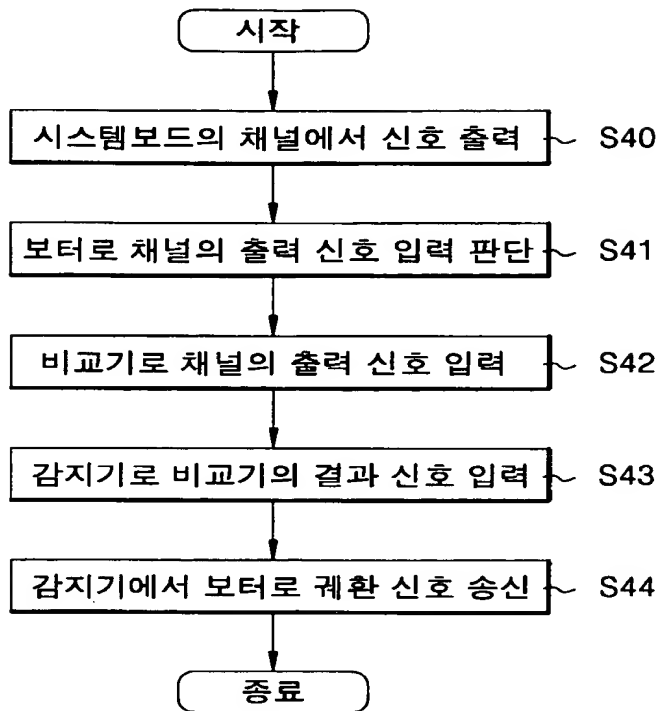 시작
시스템보드의 채널에서 신호 출력 S40
보터로 채널의 출력 신호 입력 판단 S41
비교기로 채널의 출력 신호 입력 S42
감지기로 비교기의 결과 신호 입력 S43
감지기에서 보터로 궤환 신호 송신 S44
종료